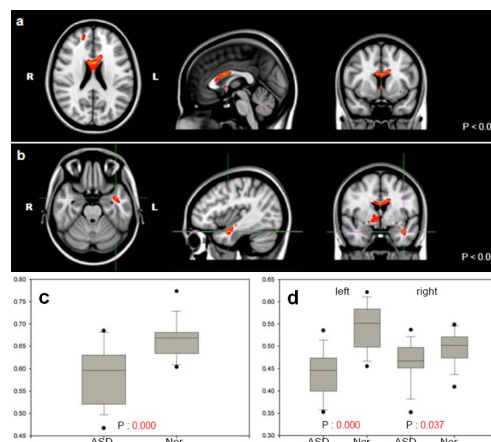 a
R
L
P < 0.0
b
R
L
P < 0.0
c
d
0.80
0.75
0.70
0.65
0.60
0.55
0.50
0.45
P : 0.000
ASD
Nor
0.65
0.60
0.55
0.50
0.45
0.40
0.35
0.30
left
right
P : 0.000
P : 0.037
ASD
Nor
ASD
Nor